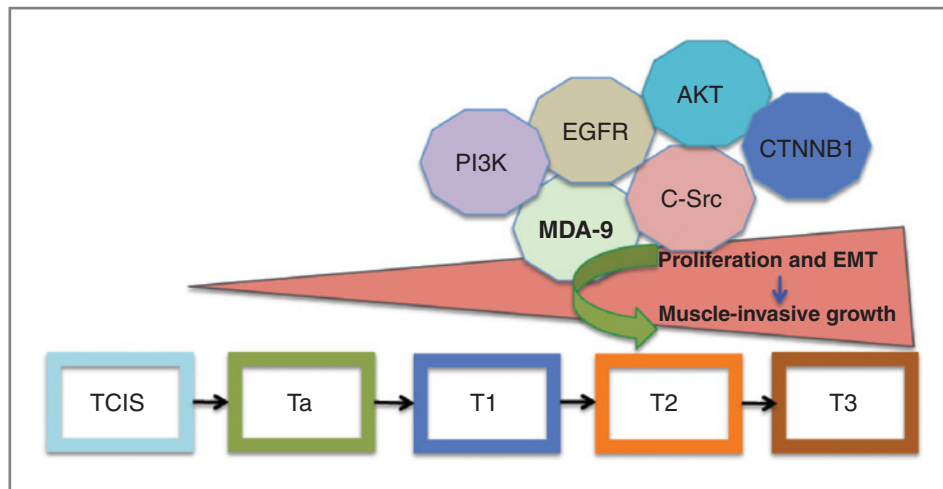 AKT
EGFR
CTNNB1
PI3K
C-Src
MDA-9
Proliferation and EMT
Muscle-invasive growth
TCIS
Ta
T1
T2
T3